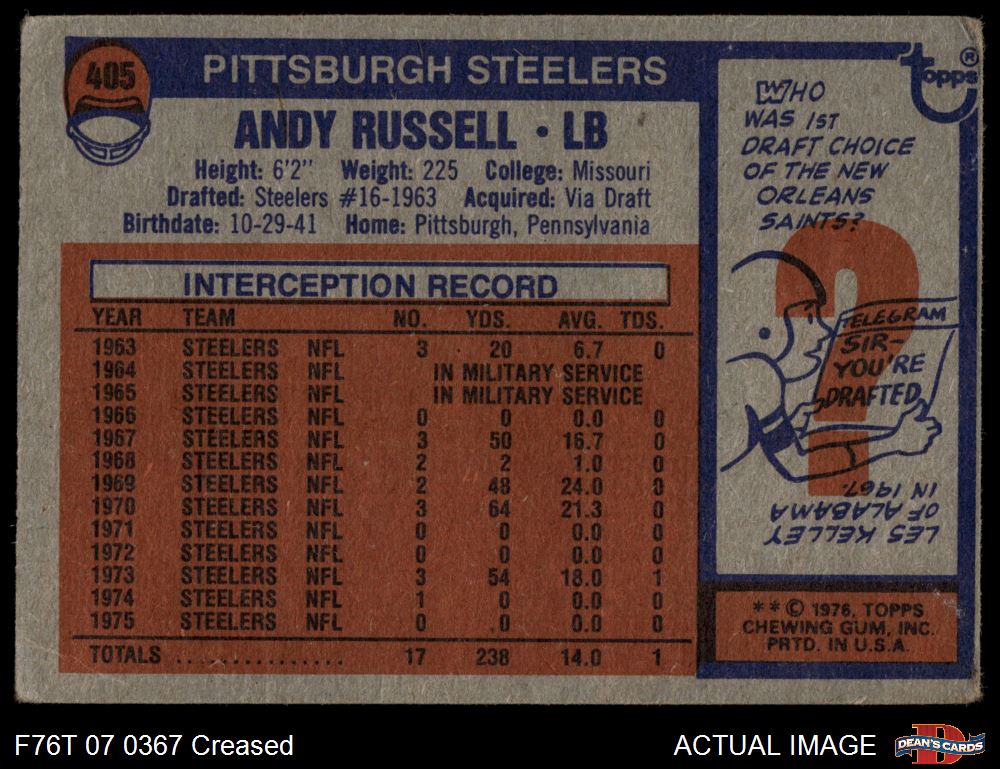 405
PITTSBURGH STEELERS
ANDY RUSSELL • LB
Height: 6'2" Weight: 225 College: Missouri
Drafted: Steelers #16-1963 Acquired: Via Draft
Birthdate: 10-29-41 Home: Pittsburgh, Pennsylvania
INTERCEPTION RECORD
YEAR TEAM NO. YDS. AVG. TDS.
1963 STEELERS NFL 3 20 6.7 0
1964 STEELERS NFL IN MILITARY SERVICE
1965 STEELERS NFL IN MILITARY SERVICE
1966 STEELERS NFL 0 0 0.0 0
1967 STEELERS NFL 3 50 16.7 0
1968 STEELERS NFL 2 2 1.0 0
1969 STEELERS NFL 2 48 24.0 0
1970 STEELERS NFL 3 64 21.3 0
1971 STEELERS NFL 0 0 0.0 0
1972 STEELERS NFL 0 0 0.0 0
1973 STEELERS NFL 3 54 18.0 1
1974 STEELERS NFL 1 0 0.0 0
1975 STEELERS NFL 0 0 0.0 0
TOTALS ................ 17 238 14.0 1
Topps ®
WHO
WAS 1ST
DRAFT CHOICE
OF THE NEW
ORLEANS
SAINTS?
?
TELEGRAM
SIR-
YOU'RE
DRAFTED
LES KELLEY
OF ALABAMA
IN 1967.
** © 1976, TOPPS
CHEWING GUM, INC.
PRTD. IN U.S.A.
F76T 07 0367 Creased
ACTUAL IMAGE
D
DEAN'S CARDS